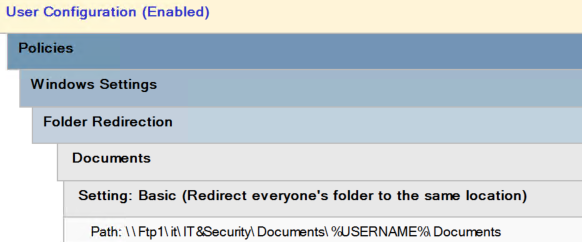 User Configuration (Enabled)
Policies
Windows Settings
Folder Redirection
Documents
Setting: Basic (Redirect everyone's folder to the same location)
Path: \\Ftp1\it\IT&Security\Documents\%USERNAME%\Documents